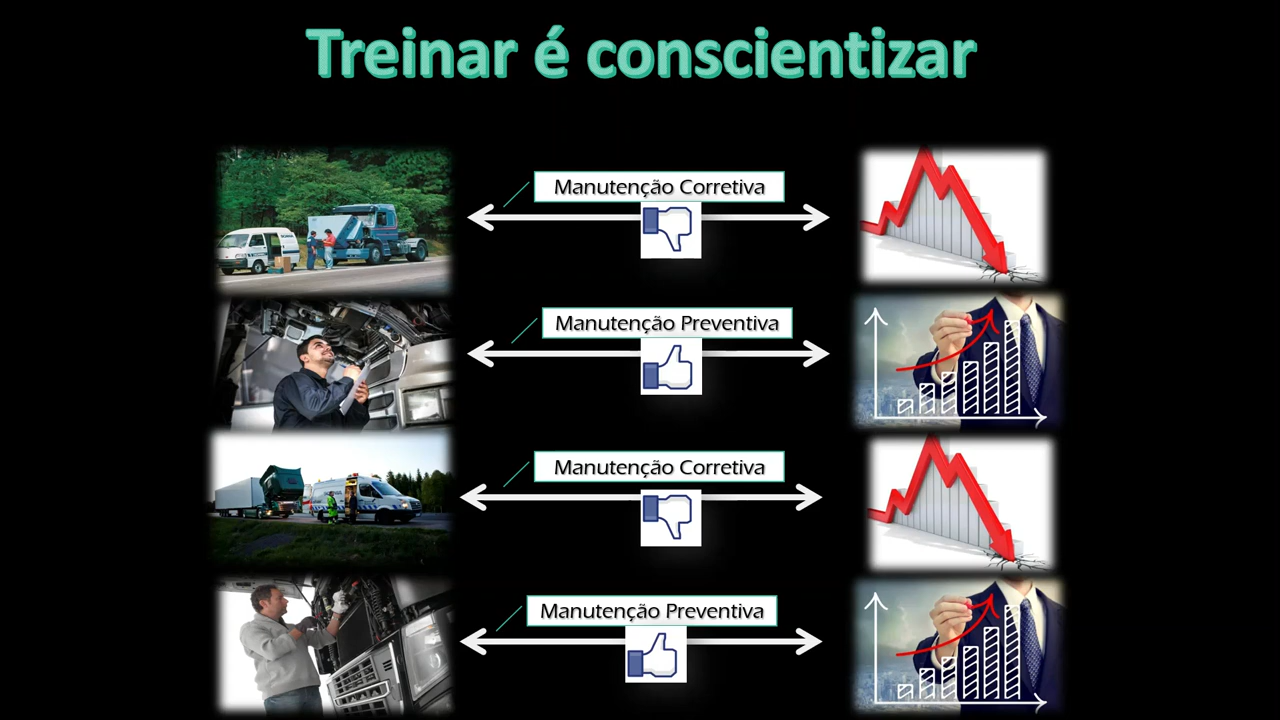 Treinar é conscientizar
Manutenção Corretiva
Manutenção Preventiva
Manutenção Corretiva
Manutenção Preventiva